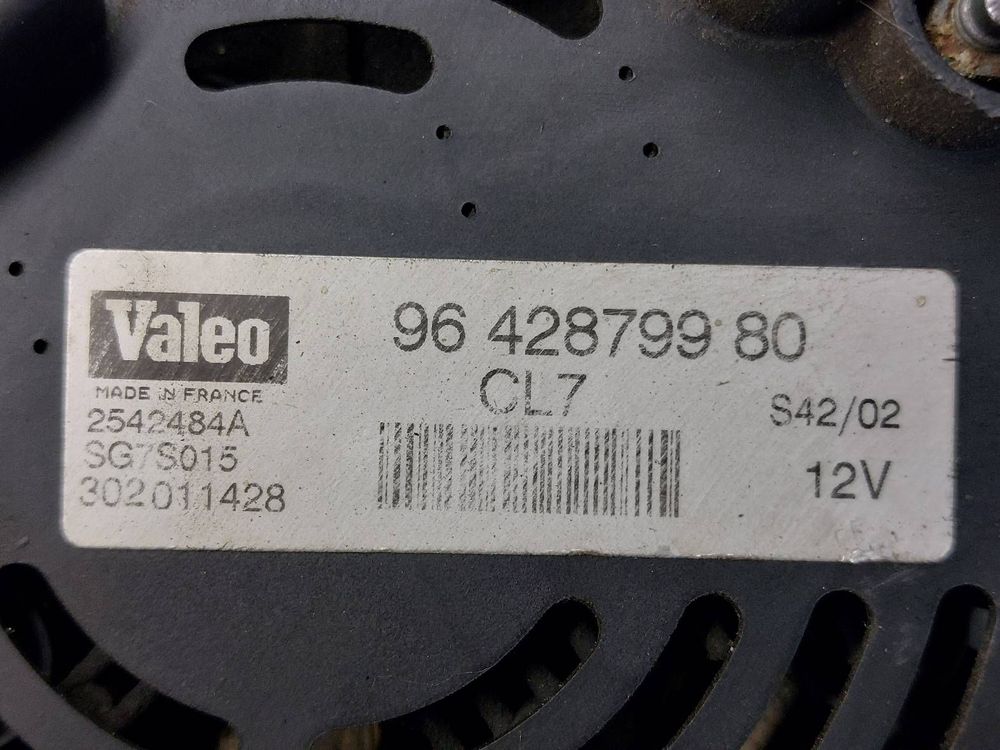 Valeo
MADE IN FRANCE
2542484A
SG7S015
302011428
96 428799 80
CL7
S42/02
12V